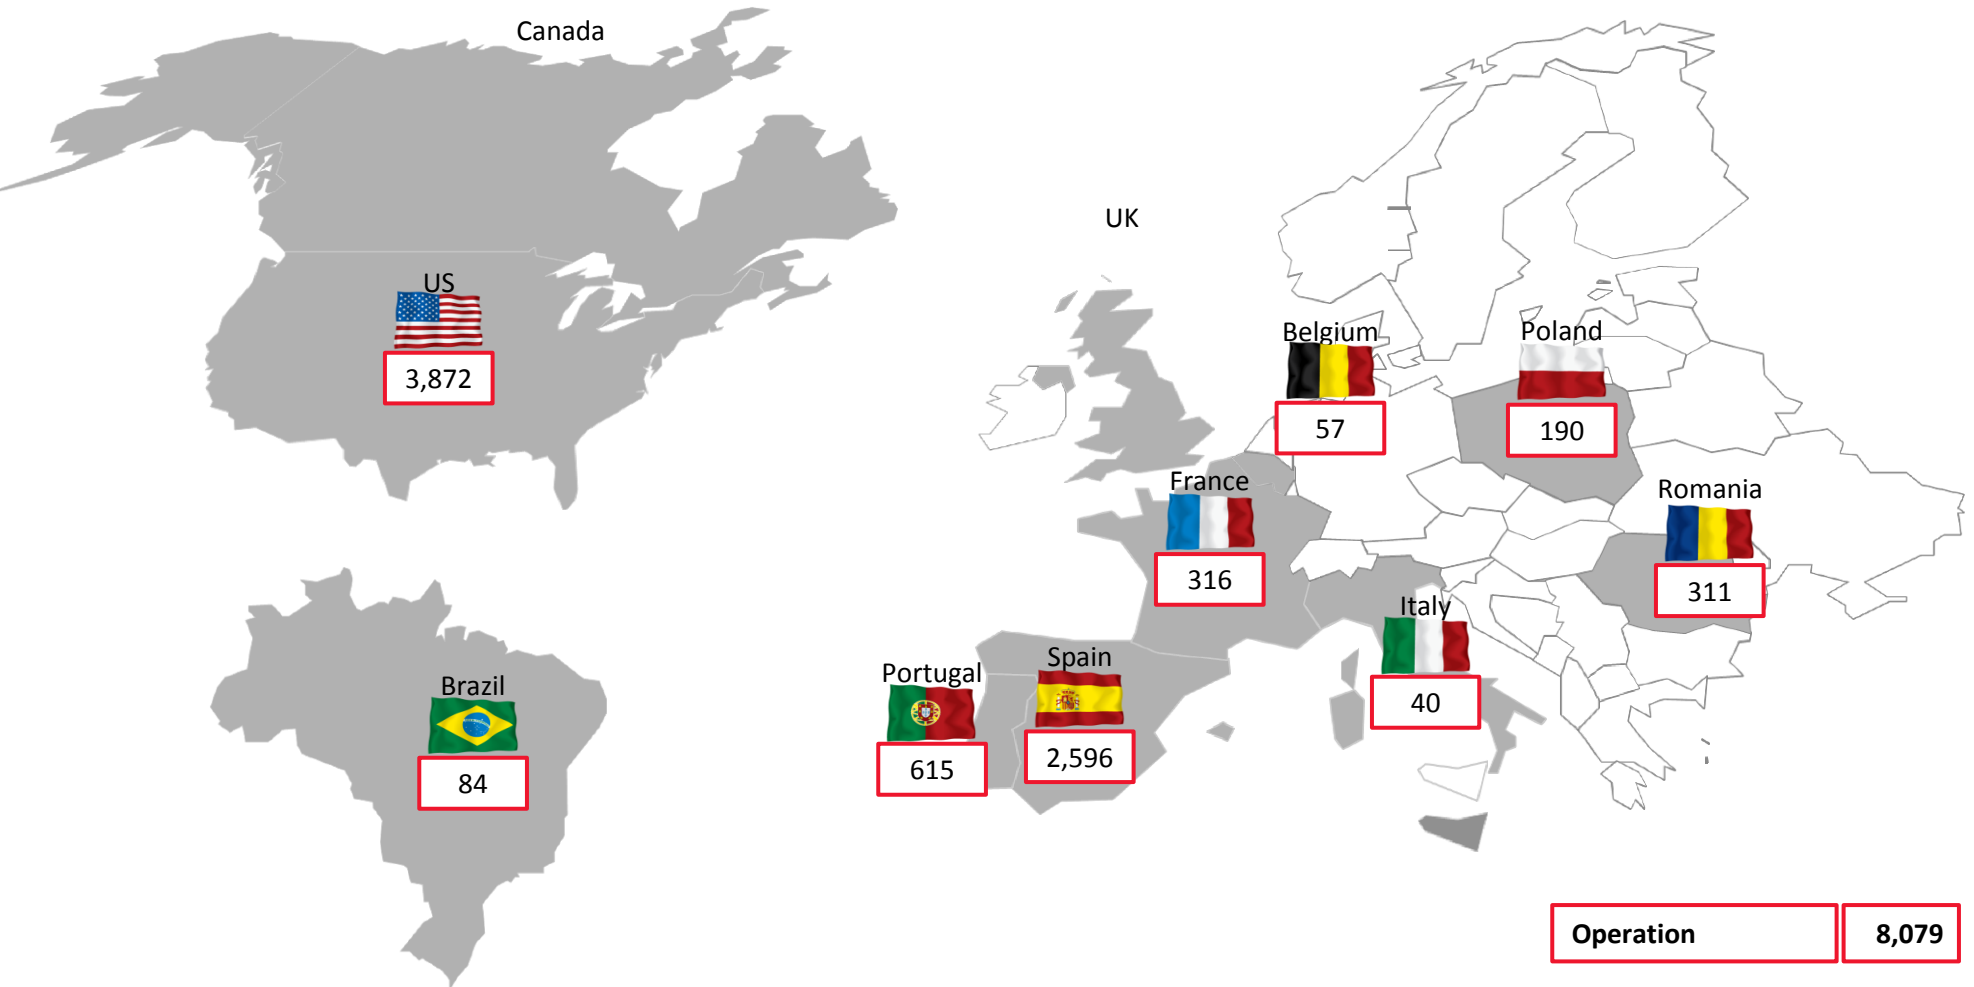 Canada
US
3,872
UK
Belgium
57
Poland
190
France
316
Romania
311
Italy
40
Portugal
615
Spain
2,596
Brazil
84
Operation 8,079